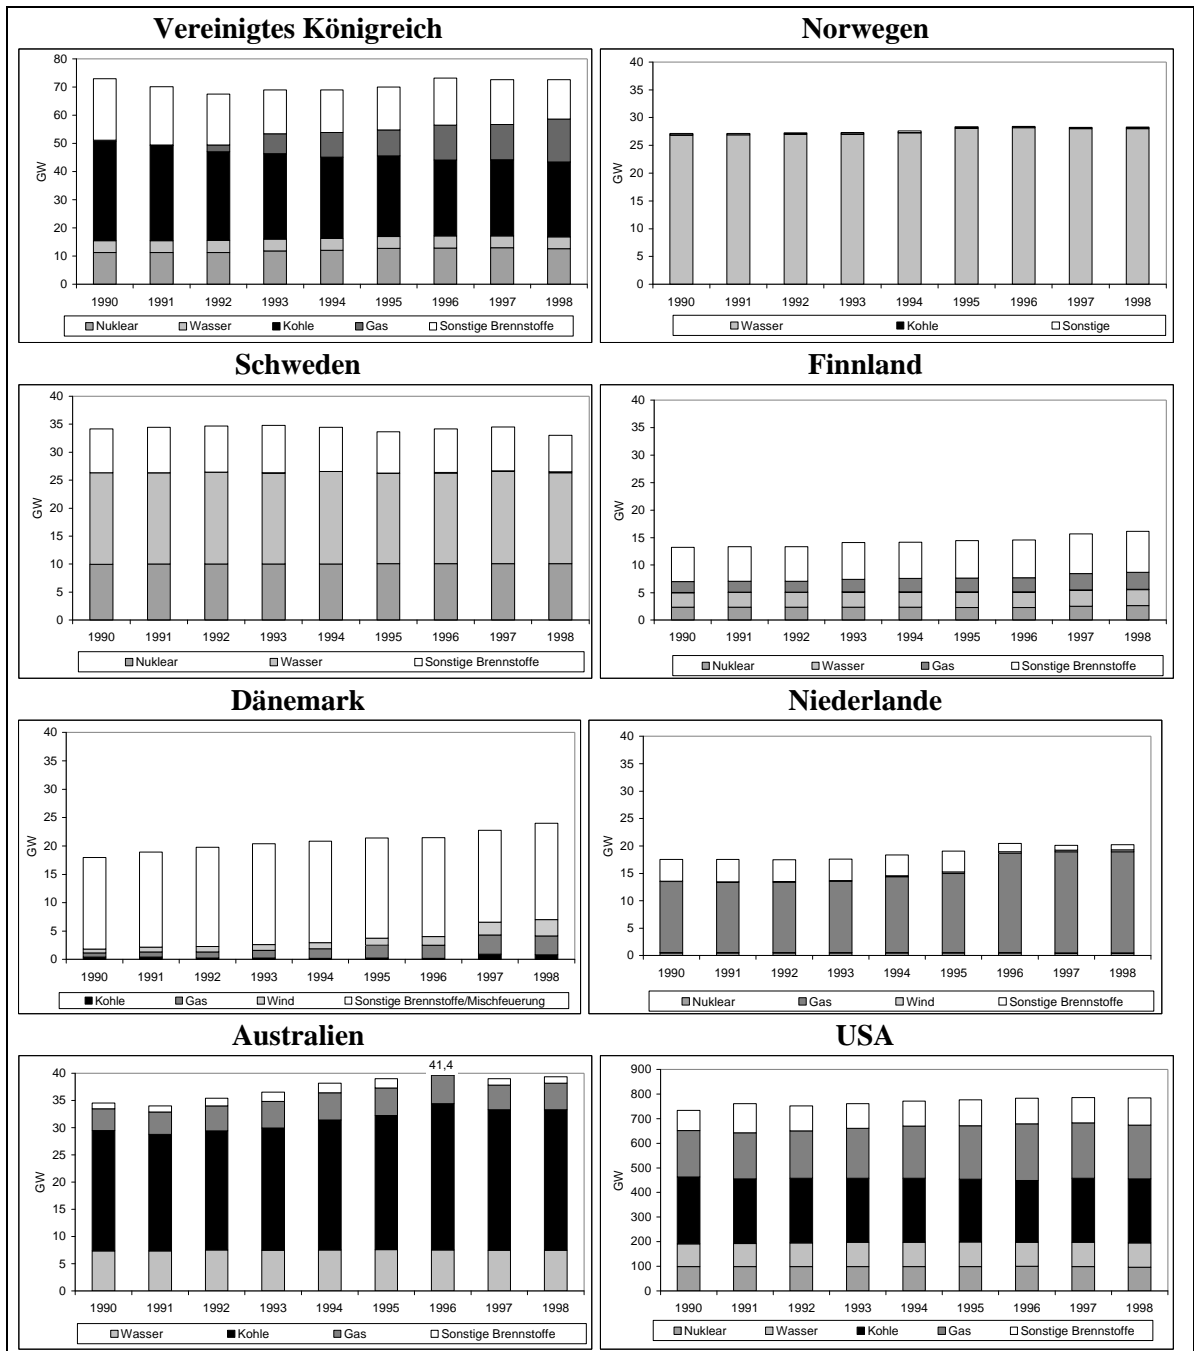 Vereinigtes Königreich
80
70
60
50
40
30
20
10
0
GW
1990 1991 1992 1993 1994 1995 1996 1997 1998
Nuklear Wasser Kohle Gas Sonstige Brennstoffe
Norwegen
40
35
30
25
20
15
10
5
0
GW
1990 1991 1992 1993 1994 1995 1996 1997 1998
Wasser Kohle Sonstige
Schweden
40
35
30
25
20
15
10
5
0
GW
1990 1991 1992 1993 1994 1995 1996 1997 1998
Nuklear Wasser Sonstige Brennstoffe
Finnland
40
35
30
25
20
15
10
5
0
GW
1990 1991 1992 1993 1994 1995 1996 1997 1998
Nuklear Wasser Gas Sonstige Brennstoffe
Dänemark
40
35
30
25
20
15
10
5
0
GW
1990 1991 1992 1993 1994 1995 1996 1997 1998
Kohle Gas Wind Sonstige Brennstoffe/Mischfeuerung
Niederlande
40
35
30
25
20
15
10
5
0
GW
1990 1991 1992 1993 1994 1995 1996 1997 1998
Nuklear Gas Wind Sonstige Brennstoffe
Australien
41,4
40
35
30
25
20
15
10
5
0
GW
1990 1991 1992 1993 1994 1995 1996 1997 1998
Wasser Kohle Gas Sonstige Brennstoffe
USA
900
800
700
600
500
400
300
200
100
0
GW
1990 1991 1992 1993 1994 1995 1996 1997 1998
Nuklear Wasser Kohle Gas Sonstige Brennstoffe